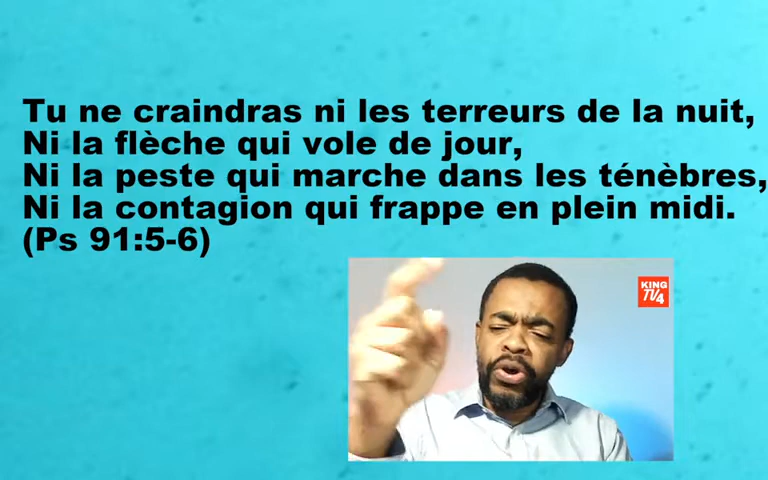 Tu ne craindras ni les terreurs de la nuit,
Ni la flèche qui vole de jour,
Ni la peste qui marche dans les ténèbres,
Ni la contagion qui frappe en plein midi.
(Ps 91:5-6)
KING
TV4